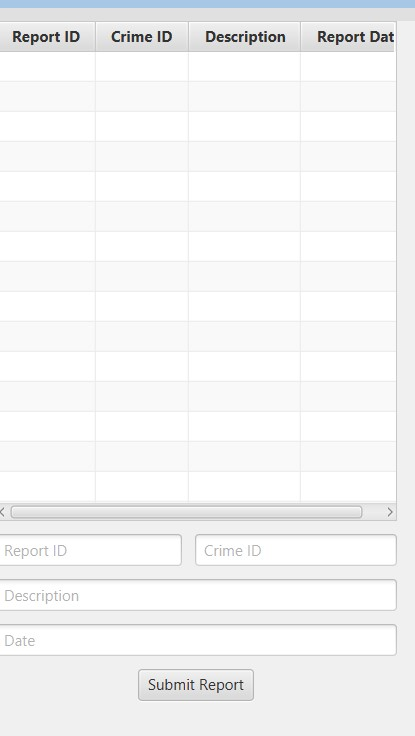 Report ID Crime ID Description Report Dat
Report ID Crime ID
Description
Date
Submit Report